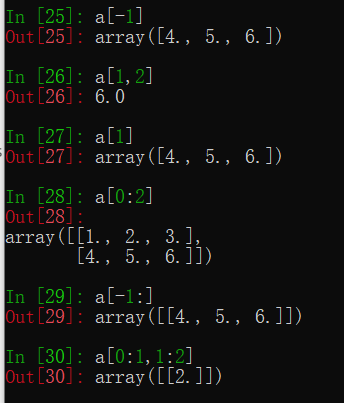 In [25]: a[-1]
Out[25]: array([4., 5., 6.])
In [26]: a[1,2]
Out[26]: 6.0
In [27]: a[1]
Out[27]: array([4., 5., 6.])
In [28]: a[0:2]
Out[28]:
array([[1., 2., 3.],
       [4., 5., 6.]])
In [29]: a[-1:]
Out[29]: array([[4., 5., 6.]])
In [30]: a[0:1,1:2]
Out[30]: array([[2.]])